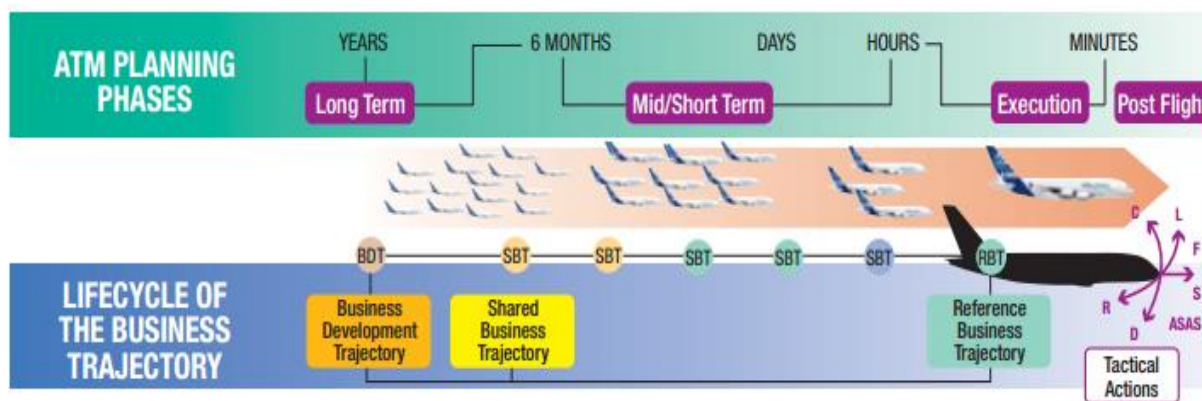 ATM PLANNING
PHASES
YEARS
6 MONTHS
DAYS
HOURS
MINUTES
Long Term
Mid/Short Term
Execution
Post Fligh
BDT
SBT
SBT
SBT
SBT
SBT
RBT
C
L
F
S
R
D
ASAS
LIFECYCLE OF
THE BUSINESS
TRAJECTORY
Business
Development
Trajectory
Shared
Business
Trajectory
Reference
Business
Trajectory
Tactical
Actions